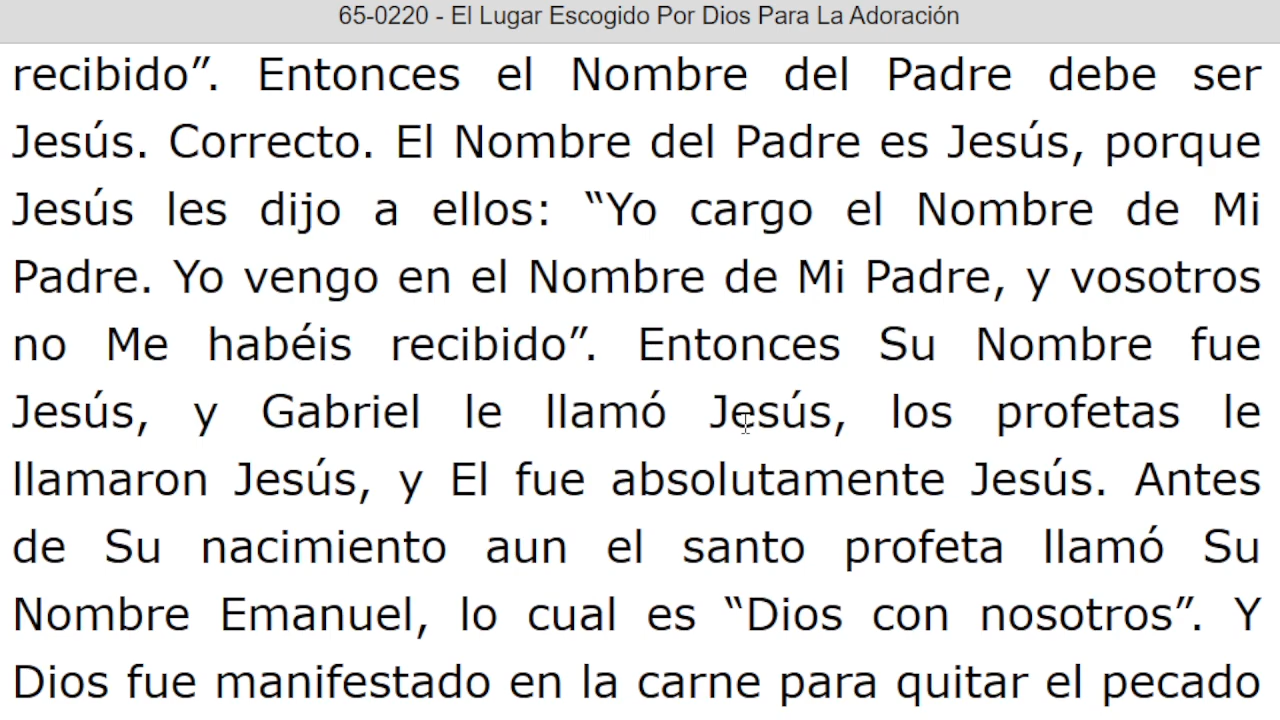 65-0220 - El Lugar Escogido Por Dios Para La Adoración
recibido”. Entonces el Nombre del Padre debe ser
Jesús. Correcto. El Nombre del Padre es Jesús, porque
Jesús les dijo a ellos: “Yo cargo el Nombre de Mi
Padre. Yo vengo en el Nombre de Mi Padre, y vosotros
no Me habéis recibido”. Entonces Su Nombre fue
Jesús, y Gabriel le llamó Jesús, los profetas le
llamaron Jesús, y El fue absolutamente Jesús. Antes
de Su nacimiento aun el santo profeta llamó Su
Nombre Emanuel, lo cual es “Dios con nosotros”. Y
Dios fue manifestado en la carne para quitar el pecado